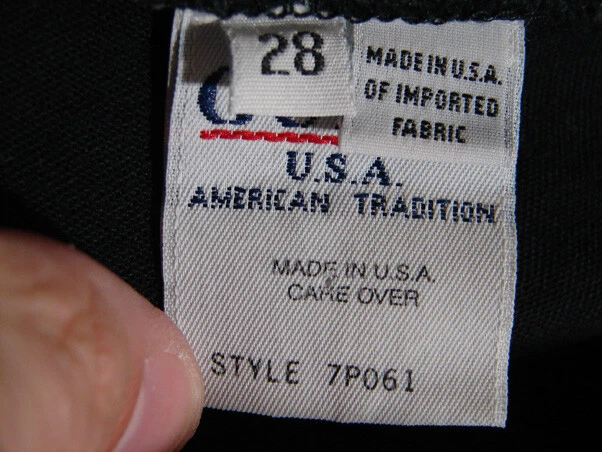 28
MADE IN U.S.A.
OF IMPORTED
FABRIC
U.S.A.
AMERICAN TRADITION
MADE IN U.S.A.
CARE OVER
STYLE 7P061